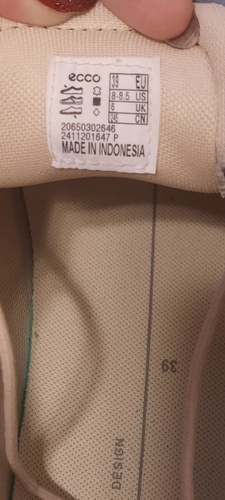 ecco
39 EU
8-8.5 US
6 UK
245 CN
20650302646
2411201647 P
MADE IN INDONESIA
39
DESIGN